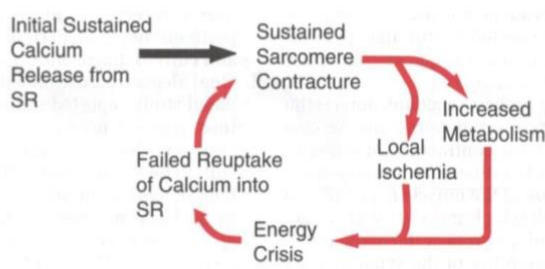 Initial Sustained
Calcium
Release from
SR
Sustained
Sarcomere
Contracture
Increased
Metabolism
Local
Ischemia
Failed Reuptake
of Calcium into
SR
Energy
Crisis